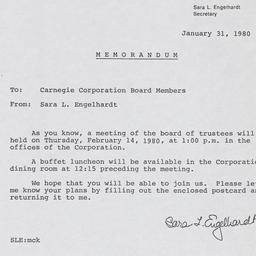 Sara L. Engelhardt
Secretary
January 31, 1980
MEMORANDUM
To: Carnegie Corporation Board Members
From: Sara L. Engelhardt
As you know, a meeting of the board of trustees will
held on Thursday, February 14, 1980, at 1:00 p.m. in the
offices of the Corporation.
A buffet luncheon will be available in the Corporatio
dining room at 12:15 preceding the meeting.
We hope that you will be able to join us. Please le
me know your plans by filling out the enclosed postcard an
returning it to me.
Sara L. Engelhardt
SLE:mck